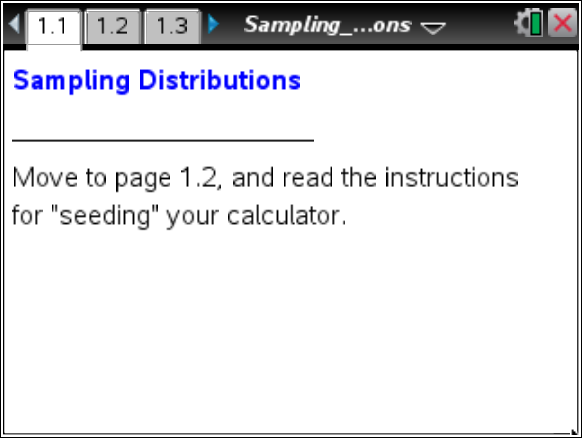 1.1 1.2 1.3 Sampling_...ons
Sampling Distributions
Move to page 1.2, and read the instructions
for "seeding" your calculator.